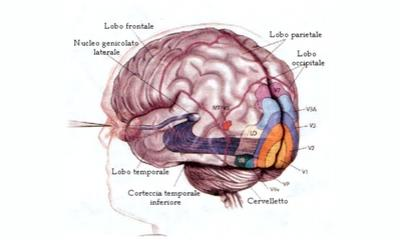 Lobo frontale
Nucleo genicolato
laterale
Lobo parietale
Lobo
occipitale
V3A
V3
V2
V1
VP
V4v
LO
Lobo temporale
Corteccia temporale
inferiore
Cervelletto